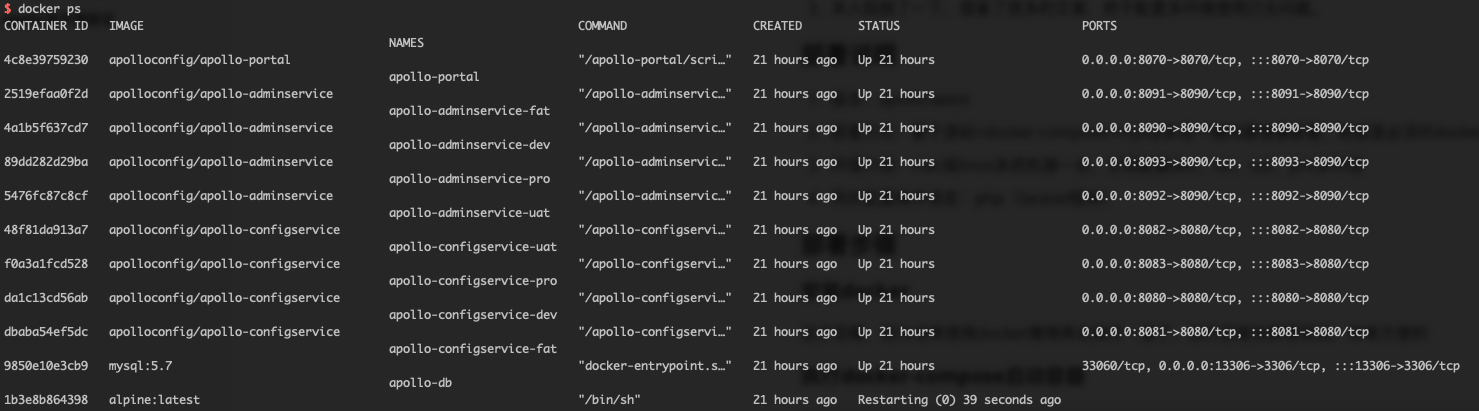 $ docker ps
CONTAINER ID IMAGE COMMAND CREATED STATUS PORTS
NAMES
4c8e39759230 apolloconfig/apollo-portal "/apollo-portal/scri…" 21 hours ago Up 21 hours 0.0.0.0:8070->8070/tcp, :::8070->8070/tcp
apollo-portal
2519efaa0f2d apolloconfig/apollo-adminservice "/apollo-adminservic…" 21 hours ago Up 21 hours 0.0.0.0:8091->8090/tcp, :::8091->8090/tcp
apollo-adminservice-fat
4a1b5f637cd7 apolloconfig/apollo-adminservice "/apollo-adminservic…" 21 hours ago Up 21 hours 0.0.0.0:8090->8090/tcp, :::8090->8090/tcp
apollo-adminservice-dev
89dd282d29ba apolloconfig/apollo-adminservice "/apollo-adminservic…" 21 hours ago Up 21 hours 0.0.0.0:8093->8090/tcp, :::8093->8090/tcp
apollo-adminservice-pro
5476fc87c8cf apolloconfig/apollo-adminservice "/apollo-adminservic…" 21 hours ago Up 21 hours 0.0.0.0:8092->8090/tcp, :::8092->8090/tcp
apollo-adminservice-uat
48f81da913a7 apolloconfig/apollo-configservice "/apollo-configservi…" 21 hours ago Up 21 hours 0.0.0.0:8082->8080/tcp, :::8082->8080/tcp
apollo-configservice-uat
f0a3a1fcd528 apolloconfig/apollo-configservice "/apollo-configservi…" 21 hours ago Up 21 hours 0.0.0.0:8083->8080/tcp, :::8083->8080/tcp
apollo-configservice-pro
da1c13cd56ab apolloconfig/apollo-configservice "/apollo-configservi…" 21 hours ago Up 21 hours 0.0.0.0:8080->8080/tcp, :::8080->8080/tcp
apollo-configservice-dev
dbaba54ef5dc apolloconfig/apollo-configservice "/apollo-configservi…" 21 hours ago Up 21 hours 0.0.0.0:8081->8080/tcp, :::8081->8080/tcp
apollo-configservice-fat
9850e10e3cb9 mysql:5.7 "docker-entrypoint.s…" 21 hours ago Up 21 hours 33060/tcp, 0.0.0.0:13306->3306/tcp, :::13306->3306/tcp
apollo-db
1b3e8b864398 alpine:latest "/bin/sh" 21 hours ago Restarting (0) 39 seconds ago